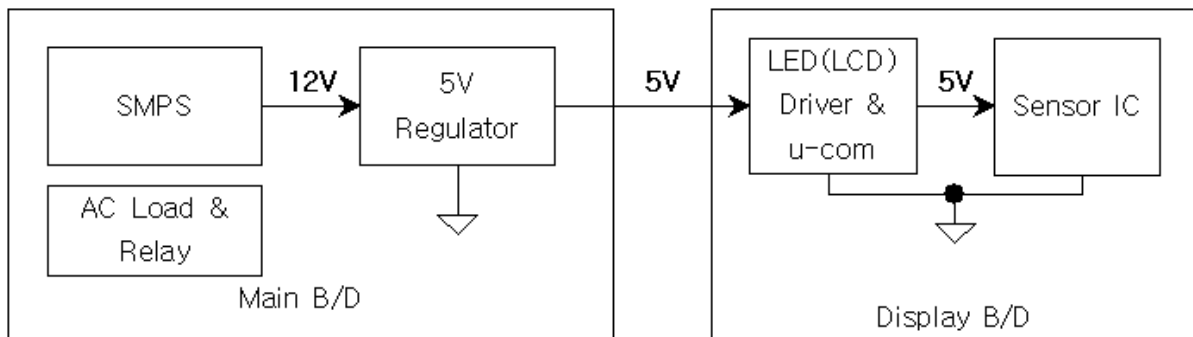 SMPS
12V
5V
Regulator
5V
LED(LCD)
Driver &
u-com
5V
Sensor IC
AC Load &
Relay
Main B/D
Display B/D